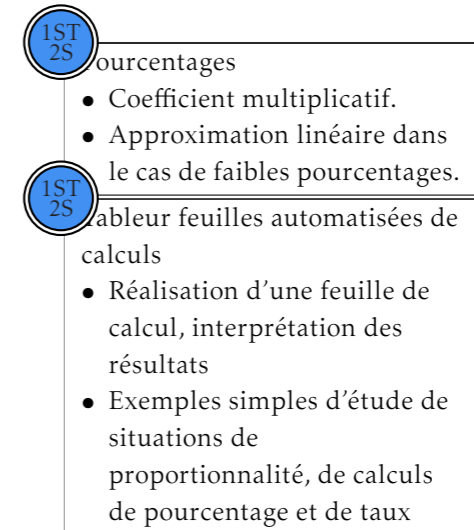 1ST
2S
Pourcentages
• Coefficient multiplicatif.
• Approximation linéaire dans
le cas de faibles pourcentages.
1ST
2S
Tableur feuilles automatisées de
calculs
• Réalisation d’une feuille de
calcul, interprétation des
résultats
• Exemples simples d’étude de
situations de
proportionnalité, de calculs
de pourcentage et de taux